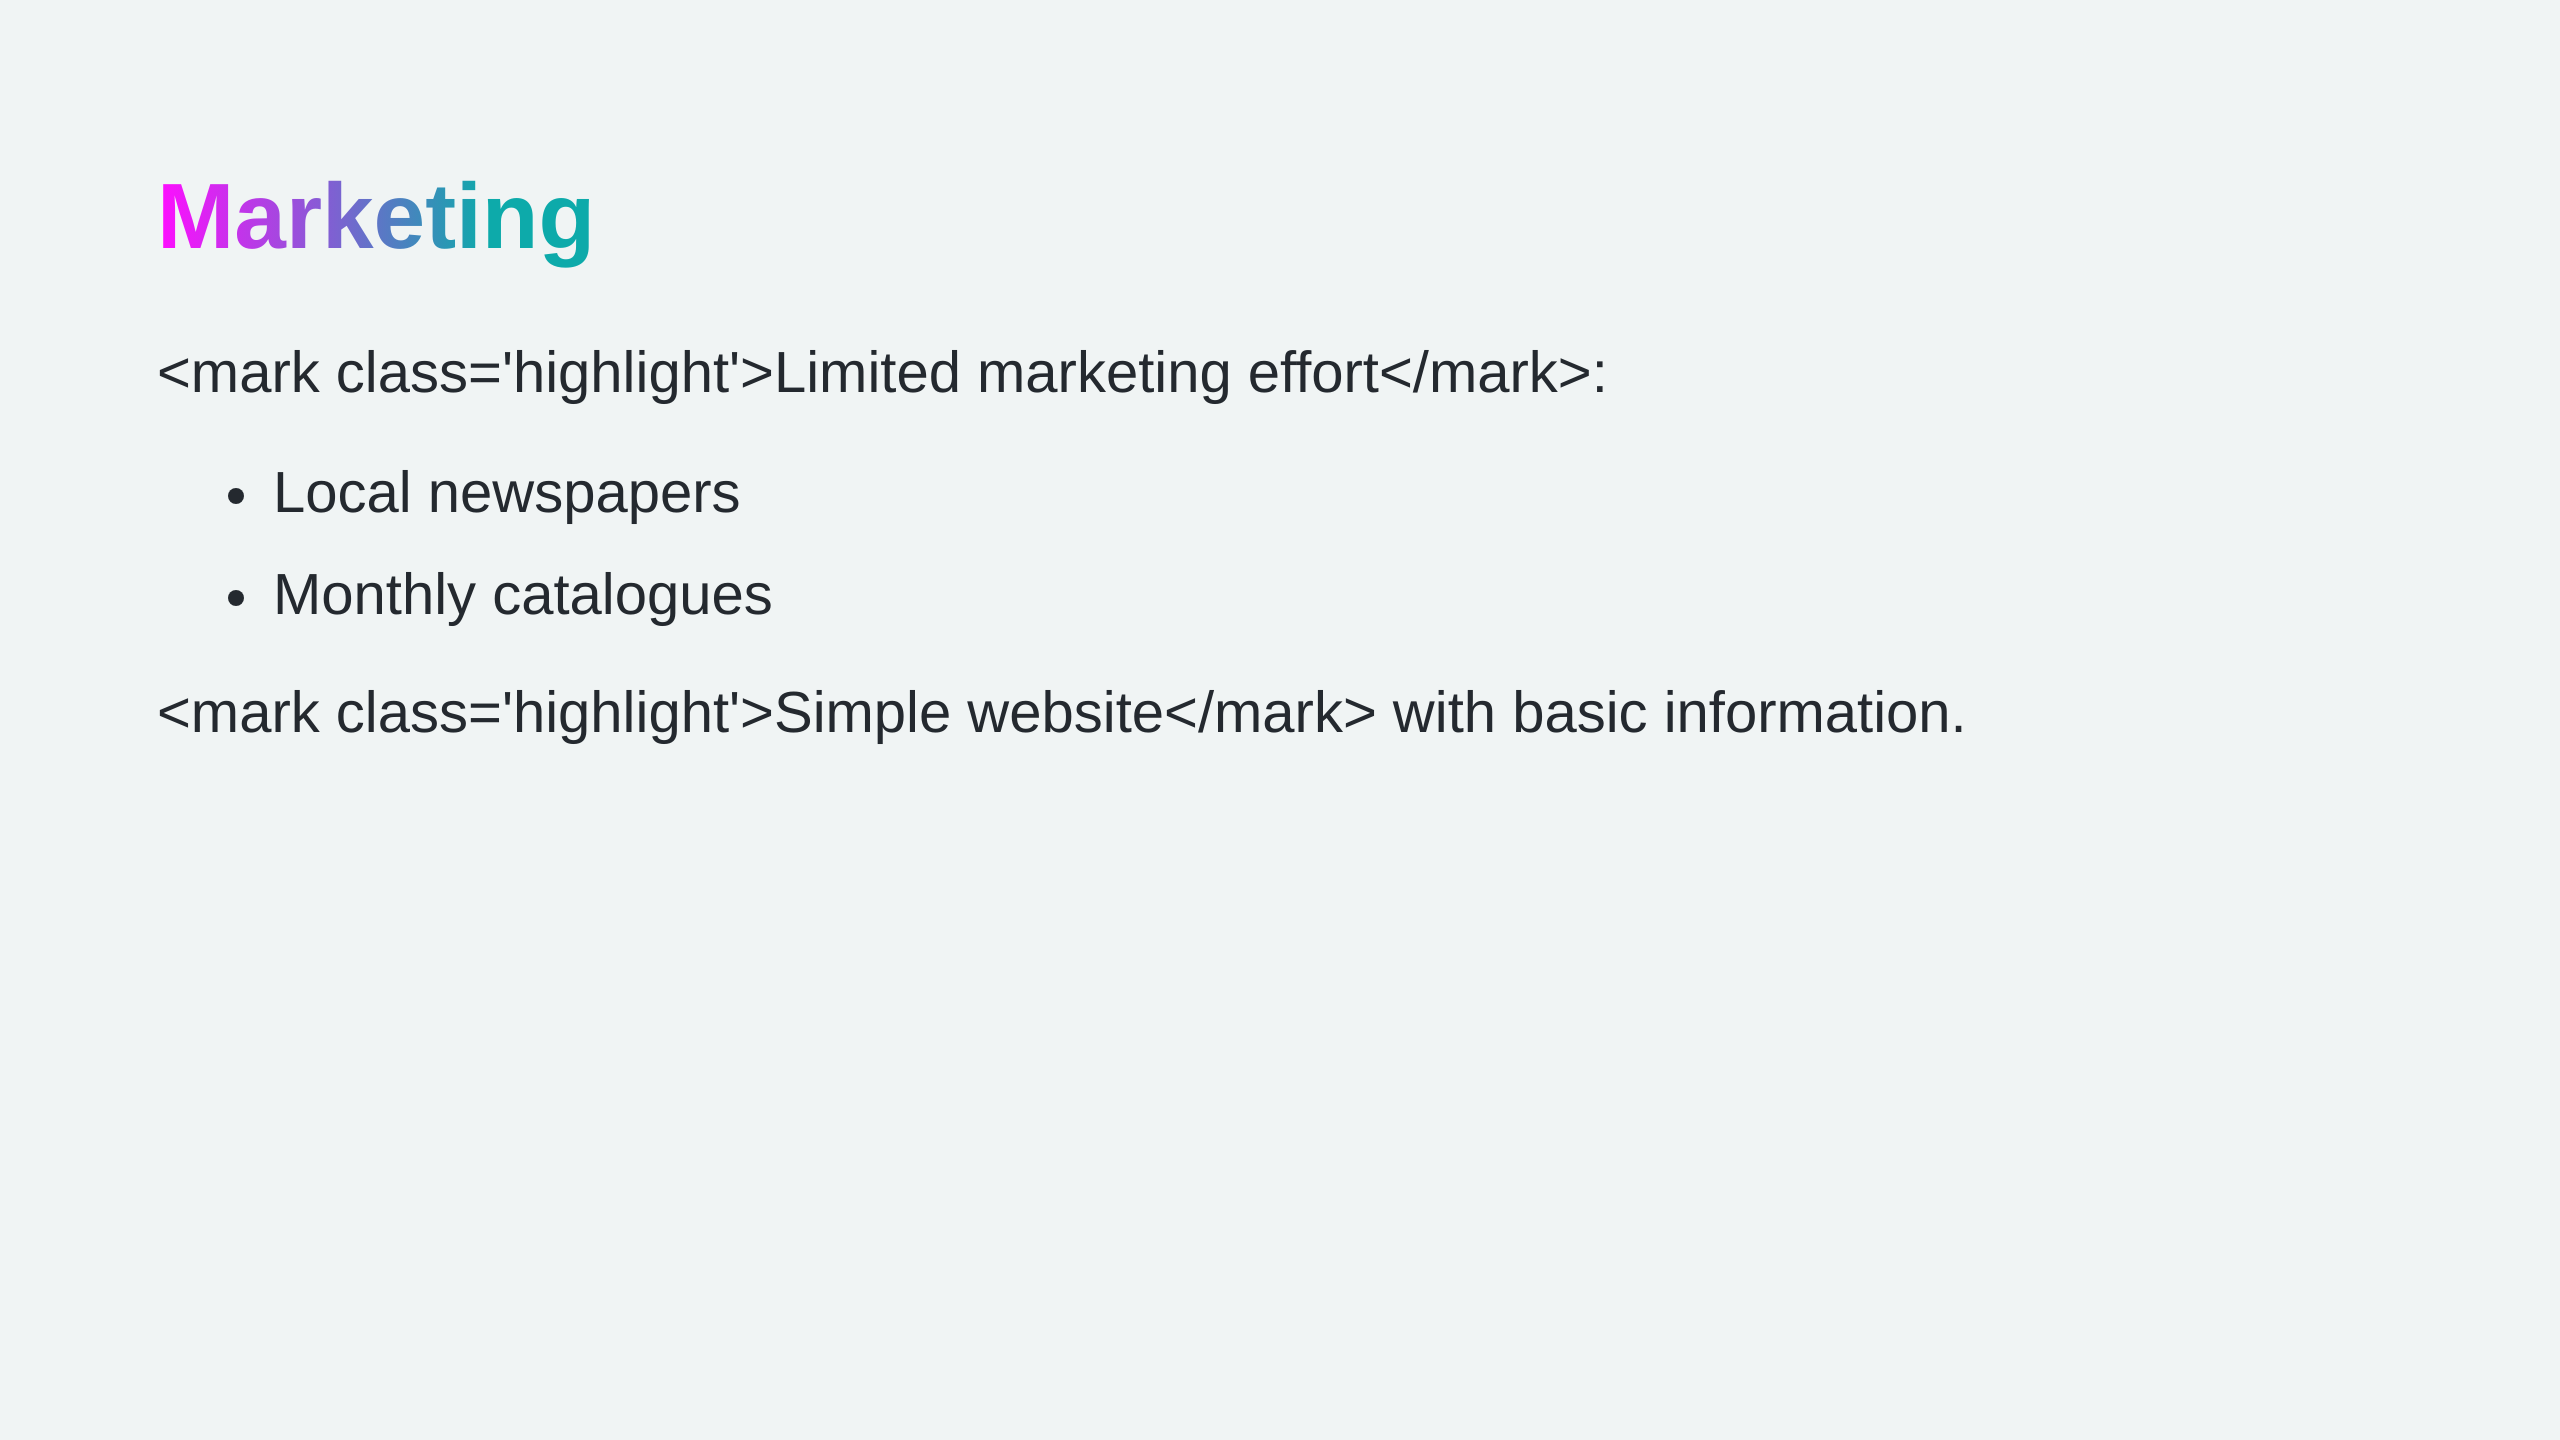 Marketing
<mark class='highlight'>Limited marketing effort</mark>:
• Local newspapers
• Monthly catalogues
<mark class='highlight'>Simple website</mark> with basic information.